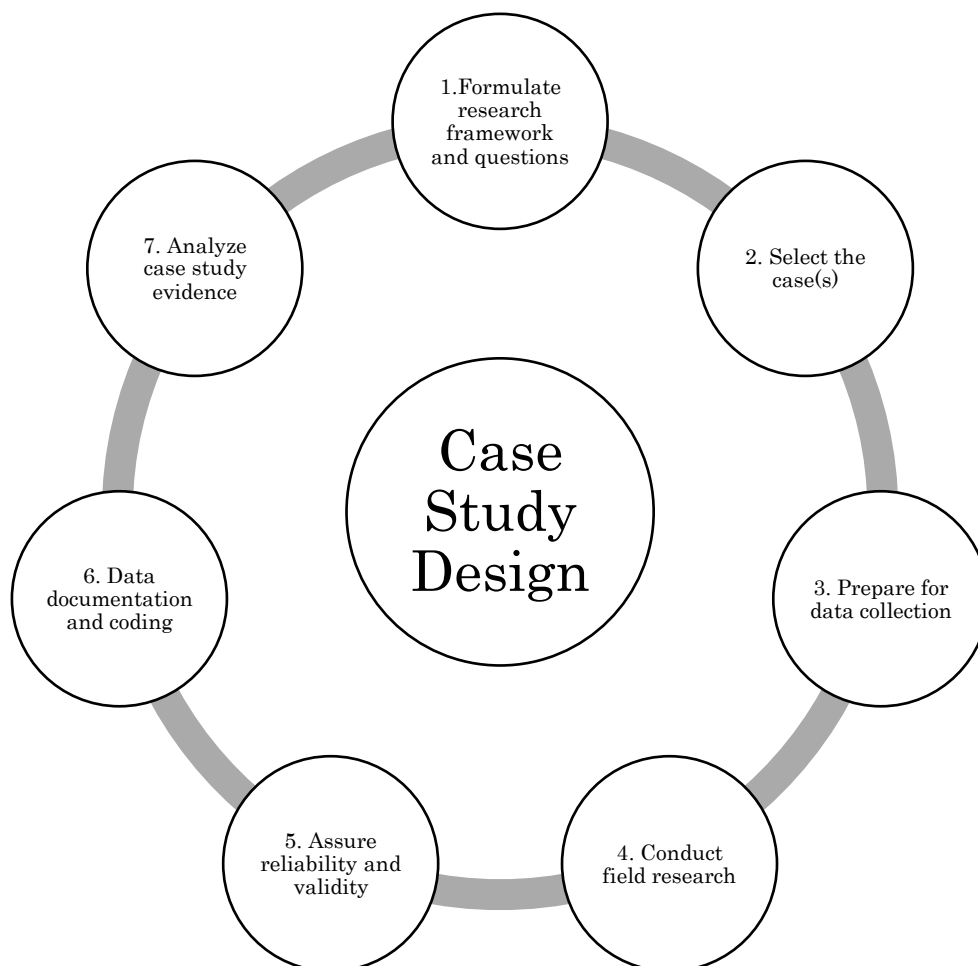 1.Formulate
research
framework
and questions
2. Select the
case(s)
3. Prepare for
data collection
4. Conduct
field research
5. Assure
reliability and
validity
6. Data
documentation
and coding
7. Analyze
case study
evidence
Case
Study
Design